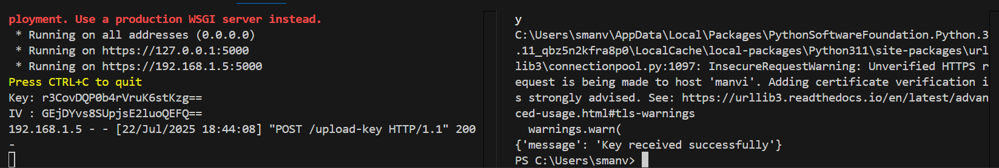 ployment. Use a production WSGI server instead.
 * Running on all addresses (0.0.0.0)
 * Running on https://127.0.0.1:5000
 * Running on https://192.168.1.5:5000
Press CTRL+C to quit
Key: r3CovDQP0b4rVruK6stKzg==
IV : GEjDYvs8SUpjsE2luoQEFQ==
192.168.1.5 - - [22/Jul/2025 18:44:08] "POST /upload-key HTTP/1.1" 200
-
y
C:\Users\smanv\AppData\Local\Packages\PythonSoftwareFoundation.Python.3
.11_qbz5n2kfra8p0\LocalCache\local-packages\Python311\site-packages\url
lib3\connectionpool.py:1097: InsecureRequestWarning: Unverified HTTPS r
equest is being made to host 'manvi'. Adding certificate verification i
s strongly advised. See: https://urllib3.readthedocs.io/en/latest/advan
ced-usage.html#tls-warnings
  warnings.warn(
{'message': 'Key received successfully'}
PS C:\Users\smanv>